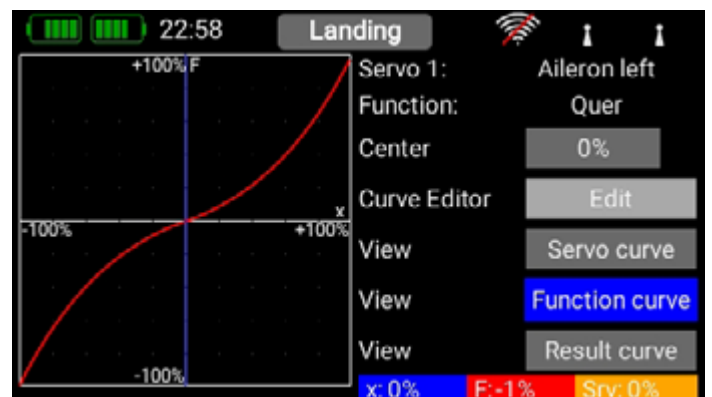 22:58 Landing
+100% F
Servo 1: Aileron left
Function: Quer
Center 0%
Curve Editor Edit
x
-100% +100%
View Servo curve
View Function curve
View Result curve
-100%
x: 0% F:-1% Srv: 0%